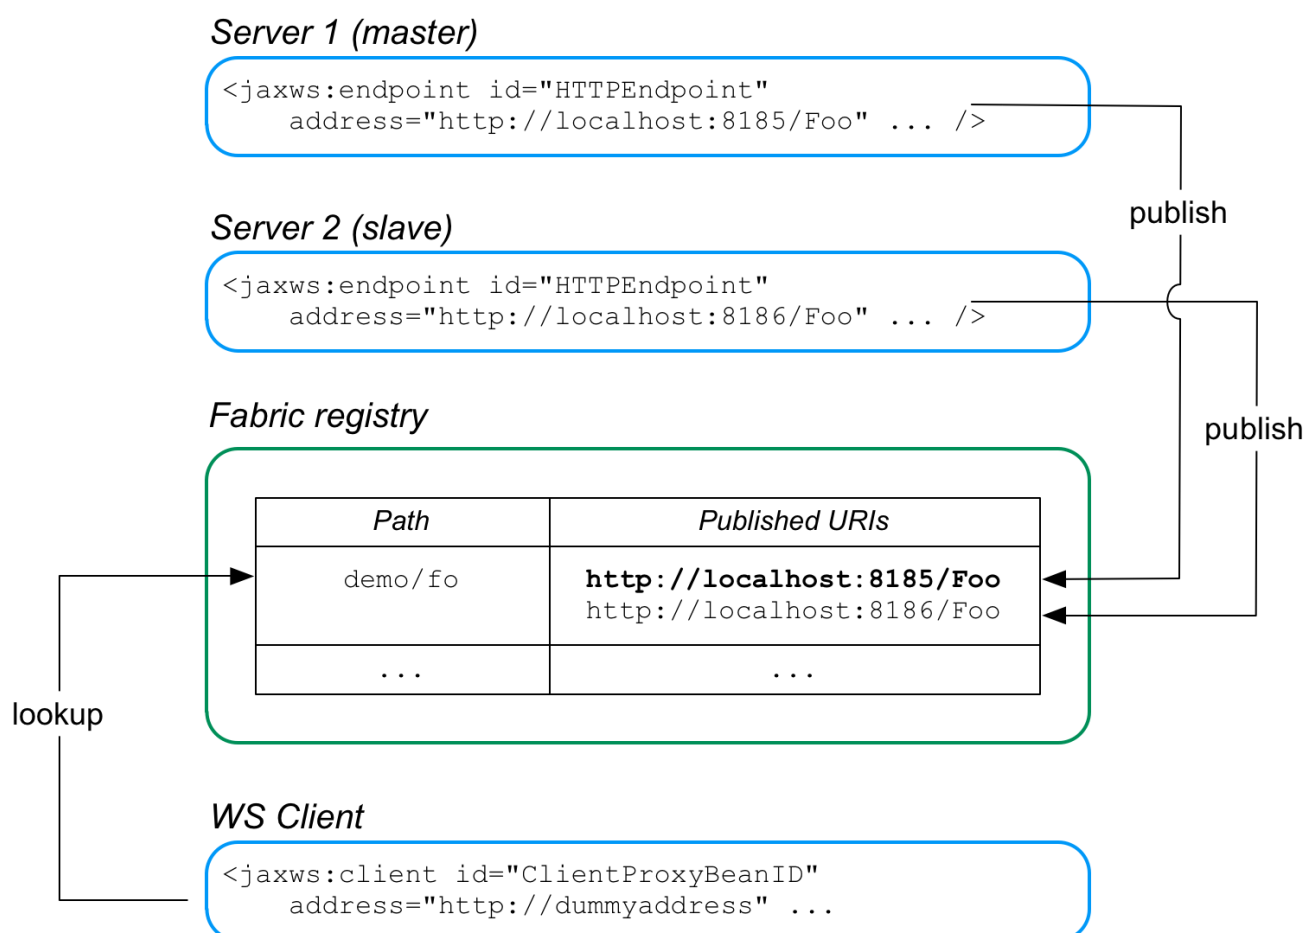 Server 1 (master)
<jaxws:endpoint id="HTTPEndpoint"
address="http://localhost:8185/Foo" ... />
publish
Server 2 (slave)
<jaxws:endpoint id="HTTPEndpoint"
address="http://localhost:8186/Foo" ... />
Fabric registry
publish
Path Published URIs
demo/fo http://localhost:8185/Foo
http://localhost:8186/Foo
... ...
lookup
WS Client
<jaxws:client id="ClientProxyBeanID"
address="http://dummyaddress" ...